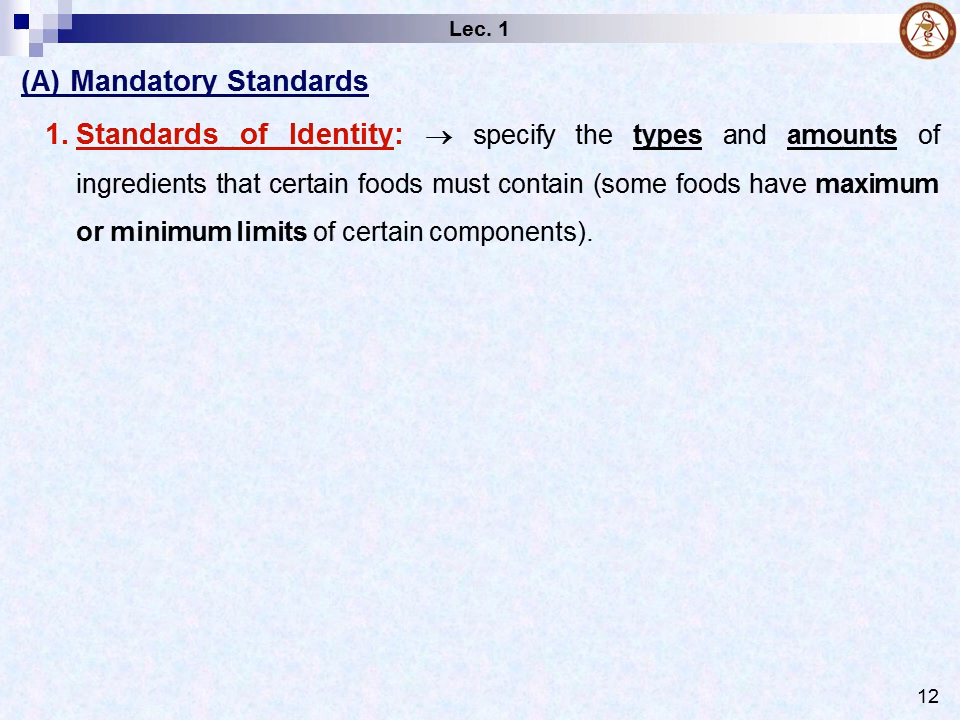 Lec. 1
(A) Mandatory Standards
1. Standards of Identity: → specify the types and amounts of
ingredients that certain foods must contain (some foods have maximum
or minimum limits of certain components).
12